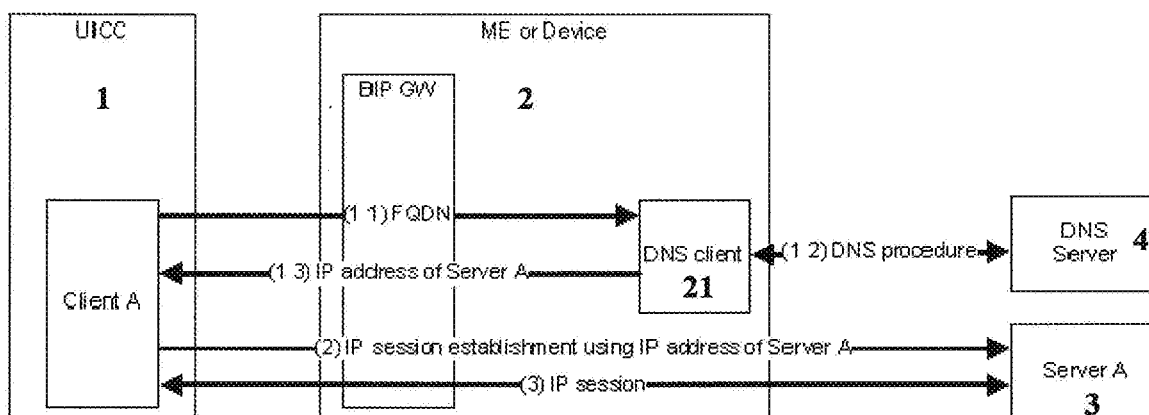 UICC
ME or Device
1
BIP GW
2
(1 1) FQDN
DNS client
21
(1 2) DNS procedure
DNS
Server
4
(1 3) IP address of Server A
Client A
(2) IP session establishment using IP address of Server A
(3) IP session
Server A
3